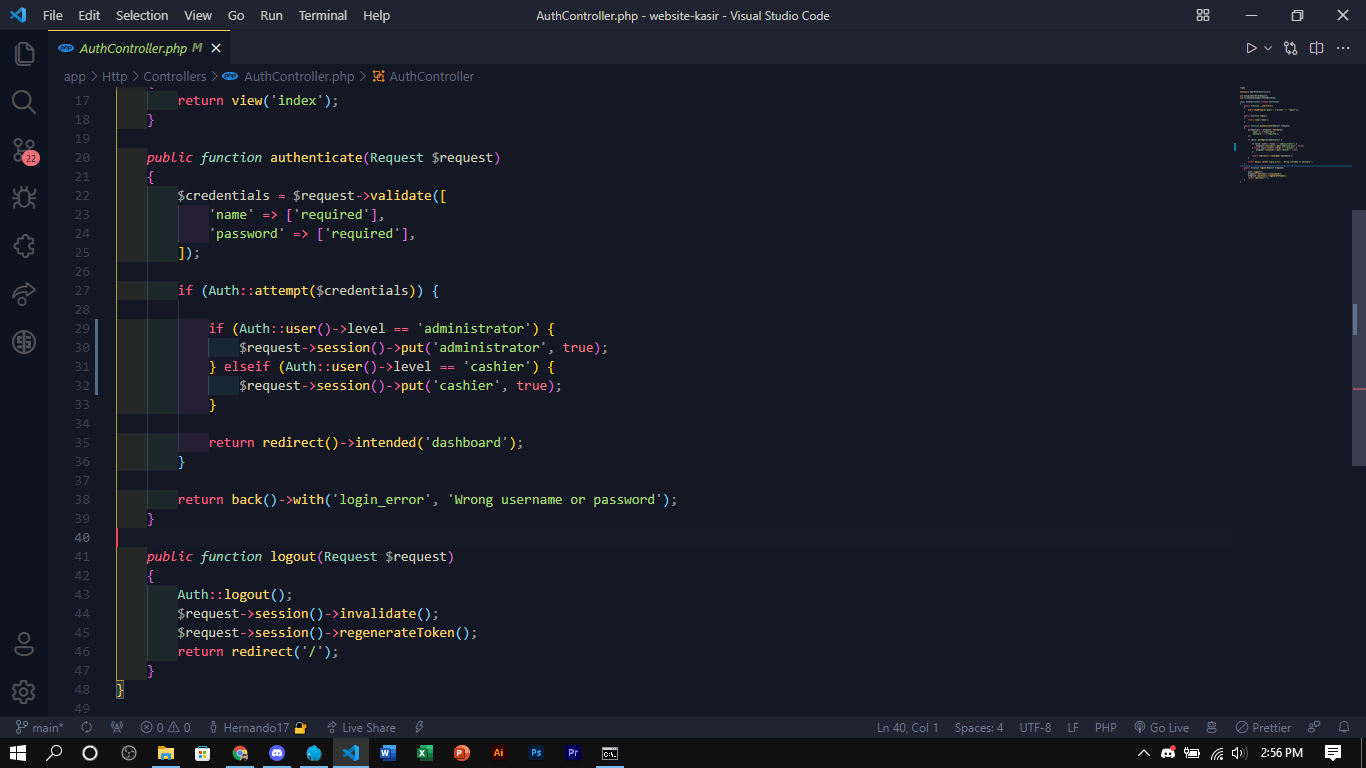 File Edit Selection View Go Run Terminal Help AuthController.php - website-kasir - Visual Studio Code
php AuthController.php M
app > Http > Controllers > php AuthController.php > AuthController
17 return view('index');
18 }
19
20 public function authenticate(Request $request)
21 {
22 $credentials = $request->validate([
23 'name' => ['required'],
24 'password' => ['required'],
25 ]);
26
27 if (Auth::attempt($credentials)) {
28
29 if (Auth::user()->level == 'administrator') {
30 $request->session()->put('administrator', true);
31 } elseif (Auth::user()->level == 'cashier') {
32 $request->session()->put('cashier', true);
33 }
34
35 return redirect()->intended('dashboard');
36 }
37
38 return back()->with('login_error', 'Wrong username or password');
39 }
40
41 public function logout(Request $request)
42 {
43 Auth::logout();
44 $request->session()->invalidate();
45 $request->session()->regenerateToken();
46 return redirect('/');
47 }
48 }
49
22
main* 0 0 Hernando17 Live Share Ln 40, Col 1 Spaces: 4 UTF-8 LF PHP Go Live Prettier
W X P Ai Ps Pr C:\. 2:56 PM